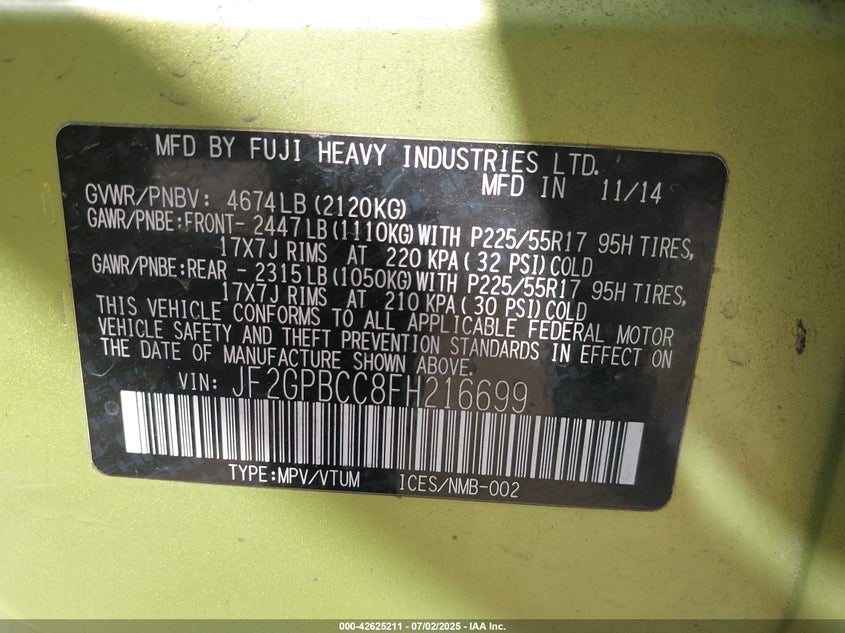 MFD BY FUJI HEAVY INDUSTRIES LTD.
MFD IN 11/14
GVWR/PNBV: 4674LB(2120KG)
GAWR/PNBE:FRONT- 2447LB(1110KG)WITH P225/55R17 95H TIRES,
17X7J RIMS AT 220 KPA(32 PSI)COLD
GAWR/PNBE:REAR - 2315LB(1050KG)WITH P225/55R17 95H TIRES,
17X7J RIMS AT 210 KPA(30 PSI)COLD
THIS VEHICLE CONFORMS TO ALL APPLICABLE FEDERAL MOTOR
VEHICLE SAFETY AND THEFT PREVENTION STANDARDS IN EFFECT ON
THE DATE OF MANUFACTURE SHOWN ABOVE.
VIN: JF2GPBCC8FH216699
TYPE:MPV/VTUM ICES/NMB-002
000-42625211 - 07/02/2025 - IAA Inc.